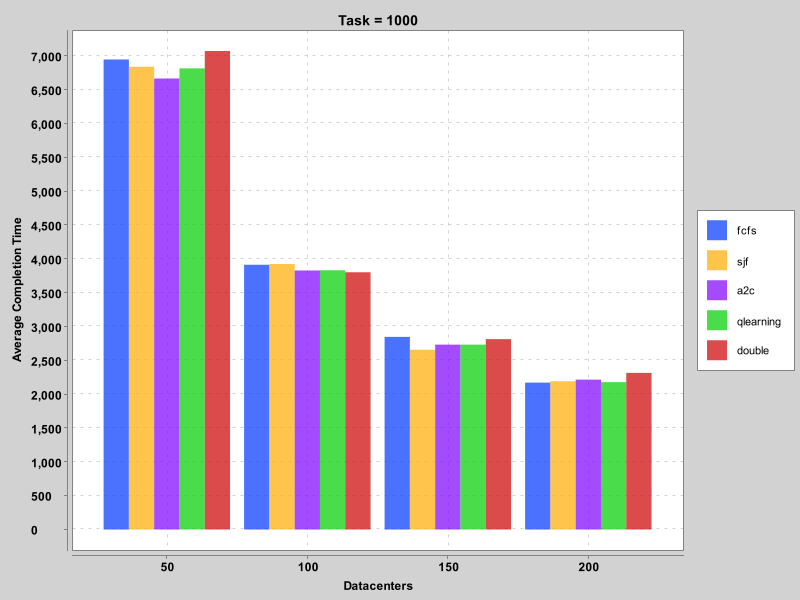 Task = 1000
Average Completion Time
7,000
6,500
6,000
5,500
5,000
4,500
4,000
3,500
3,000
2,500
2,000
1,500
1,000
500
0
50 100 150 200
Datacenters
fcfs
sjf
a2c
qlearning
double